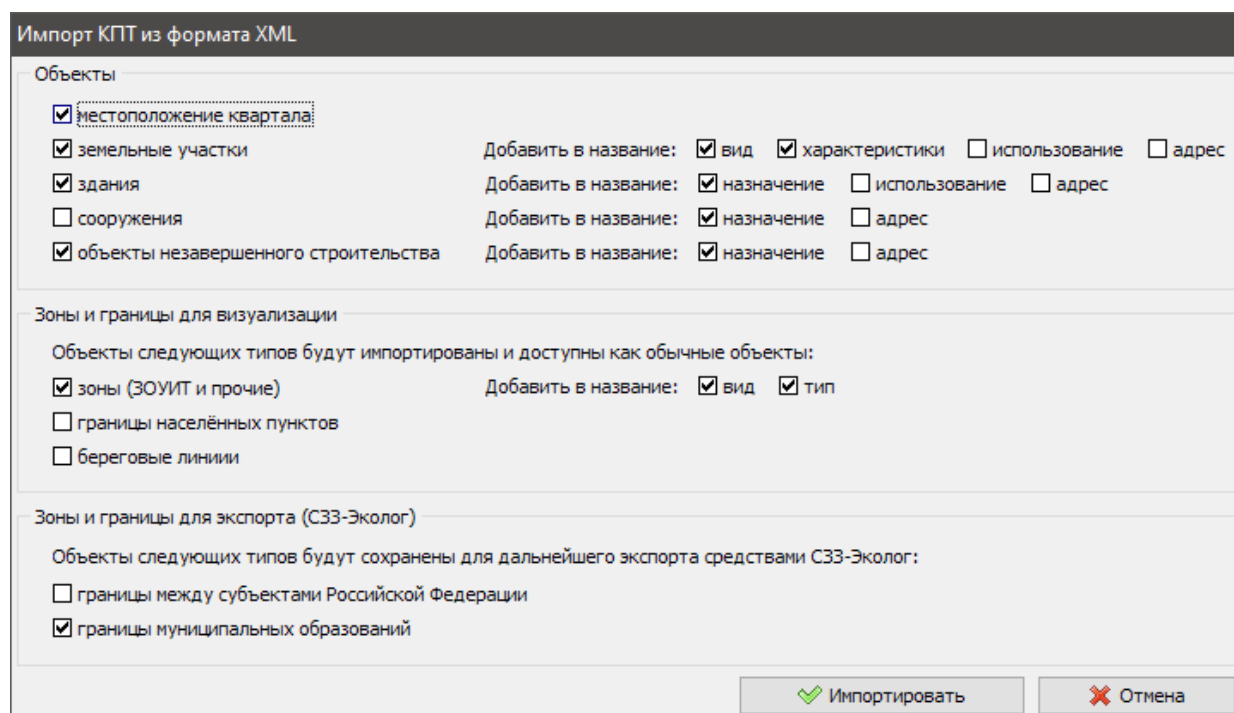 Импорт КПТ из формата XML
Объекты
местоположение квартала
земельные участки Добавить в название: вид характеристики использование адрес
здания Добавить в название: назначение использование адрес
сооружения Добавить в название: назначение адрес
объекты незавершенного строительства Добавить в название: назначение адрес
Зоны и границы для визуализации
Объекты следующих типов будут импортированы и доступны как обычные объекты:
зоны (ЗОУИТ и прочие) Добавить в название: вид тип
границы населённых пунктов
береговые линиии
Зоны и границы для экспорта (СЗЗ-Эколог)
Объекты следующих типов будут сохранены для дальнейшего экспорта средствами СЗЗ-Эколог:
границы между субъектами Российской Федерации
границы муниципальных образований
Импортировать Отмена